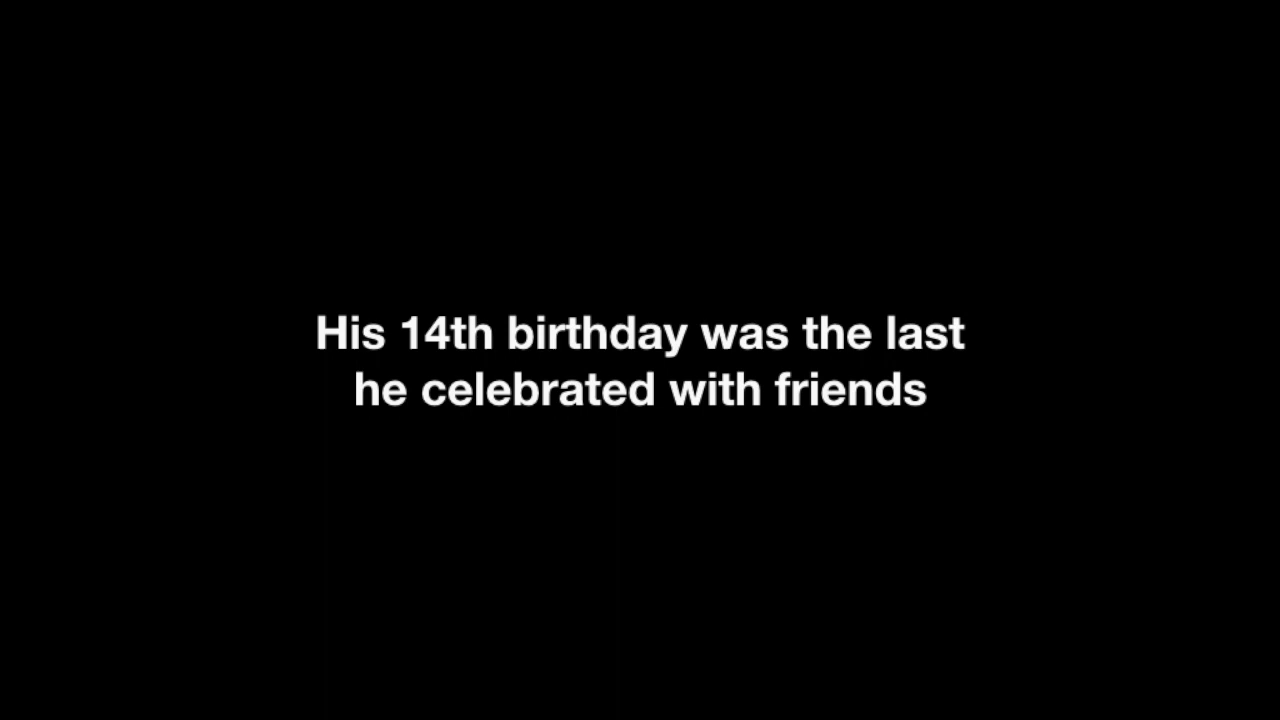 His 14th birthday was the last
he celebrated with friends